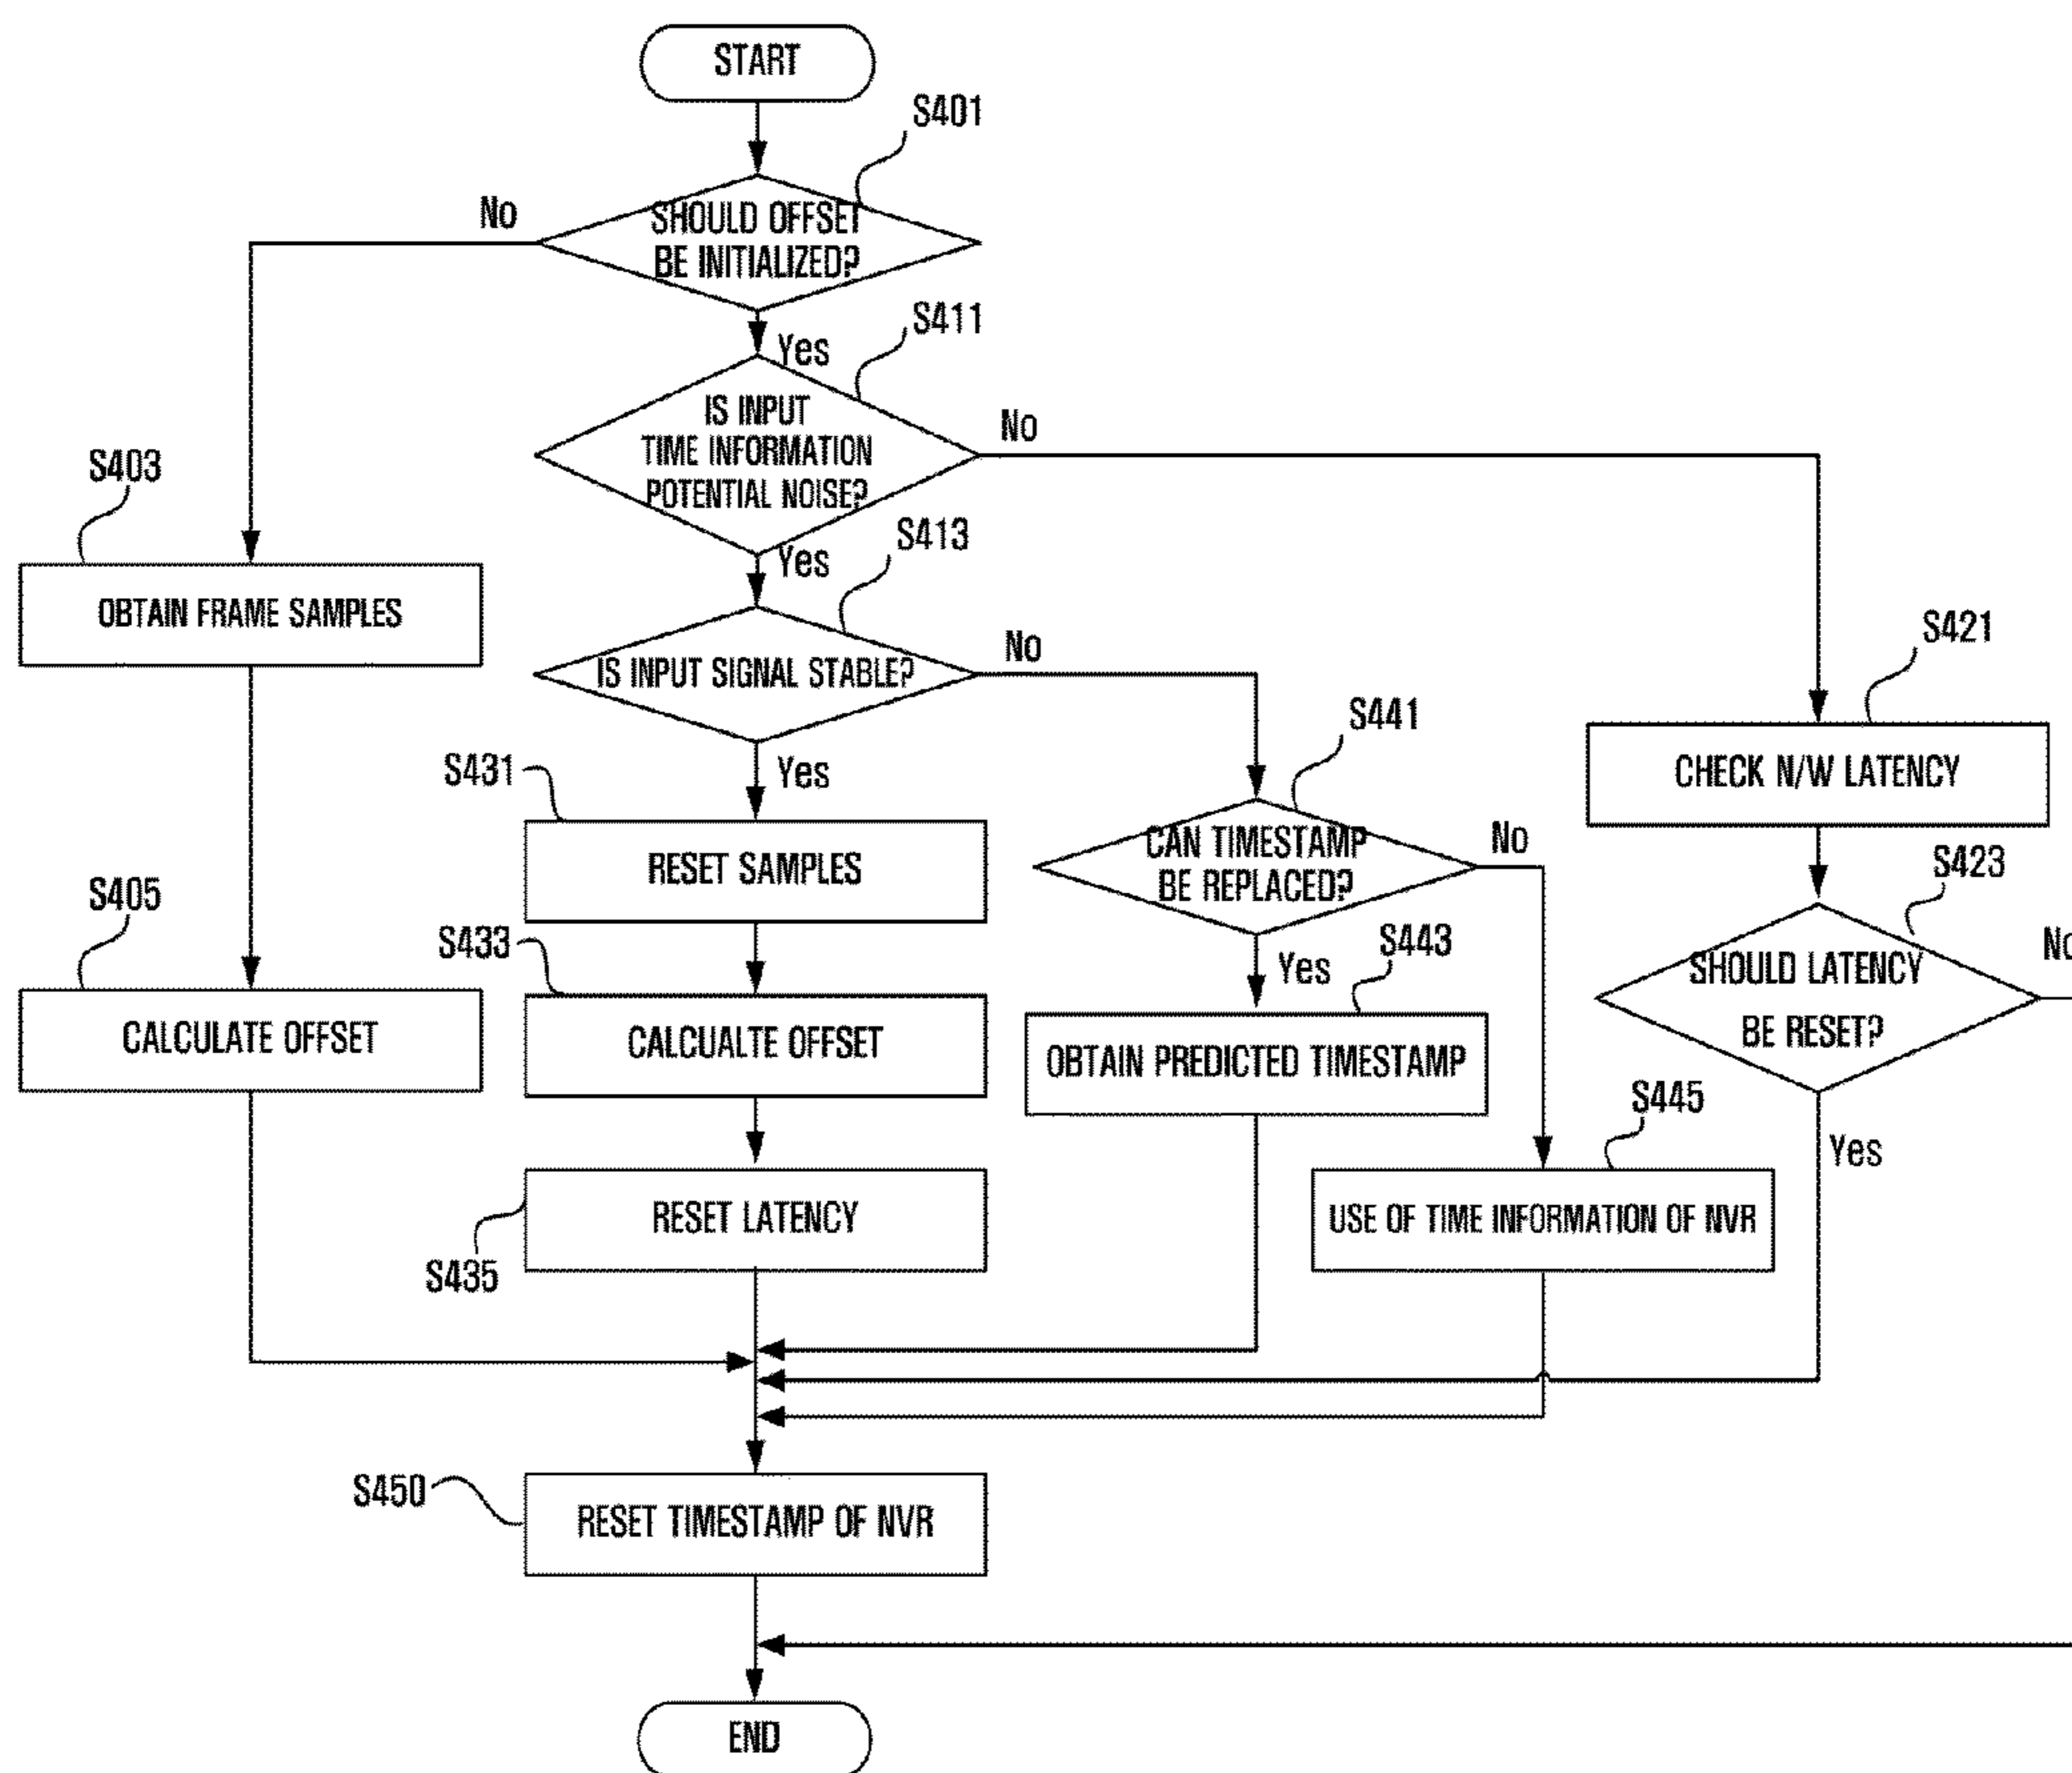 START
S401
No
SHOULD OFFSET
BE INITIALIZED?
S411
Yes
IS INPUT
TIME INFORMATION
POTENTIAL NOISE?
No
S403
S413
Yes
OBTAIN FRAME SAMPLES
IS INPUT SIGNAL STABLE?
No
S421
S441
CHECK N/W LATENCY
S431
Yes
RESET SAMPLES
CAN TIMESTAMP
BE REPLACED?
No
S423
S405
S433
S443
Yes
No
SHOULD LATENCY
BE RESET?
CALCULATE OFFSET
CALCUALTE OFFSET
OBTAIN PREDICTED TIMESTAMP
S445
Yes
RESET LATENCY
USE OF TIME INFORMATION OF NVR
S435
S450
RESET TIMESTAMP OF NVR
END